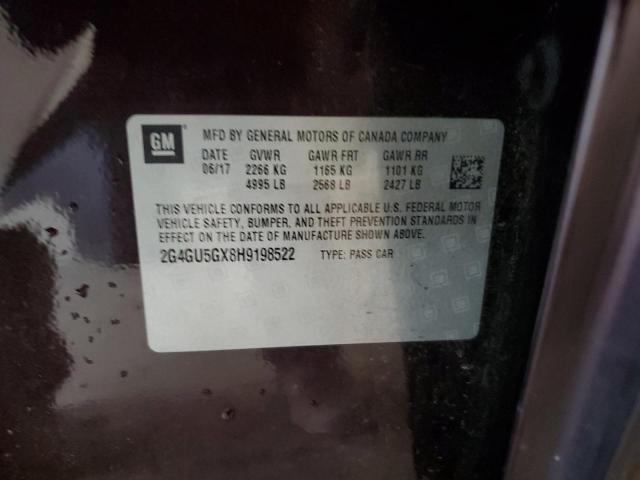 GM
MFD BY GENERAL MOTORS OF CANADA COMPANY
DATE GVWR GAWR FRT GAWR RR
06/17 2266 KG 1165 KG 1101 KG
4995 LB 2568 LB 2427 LB
THIS VEHICLE CONFORMS TO ALL APPLICABLE U.S. FEDERAL MOTOR
VEHICLE SAFETY, BUMPER, AND THEFT PREVENTION STANDARDS IN
EFFECT ON THE DATE OF MANUFACTURE SHOWN ABOVE.
2G4GU5GX8H9198522 TYPE: PASS CAR